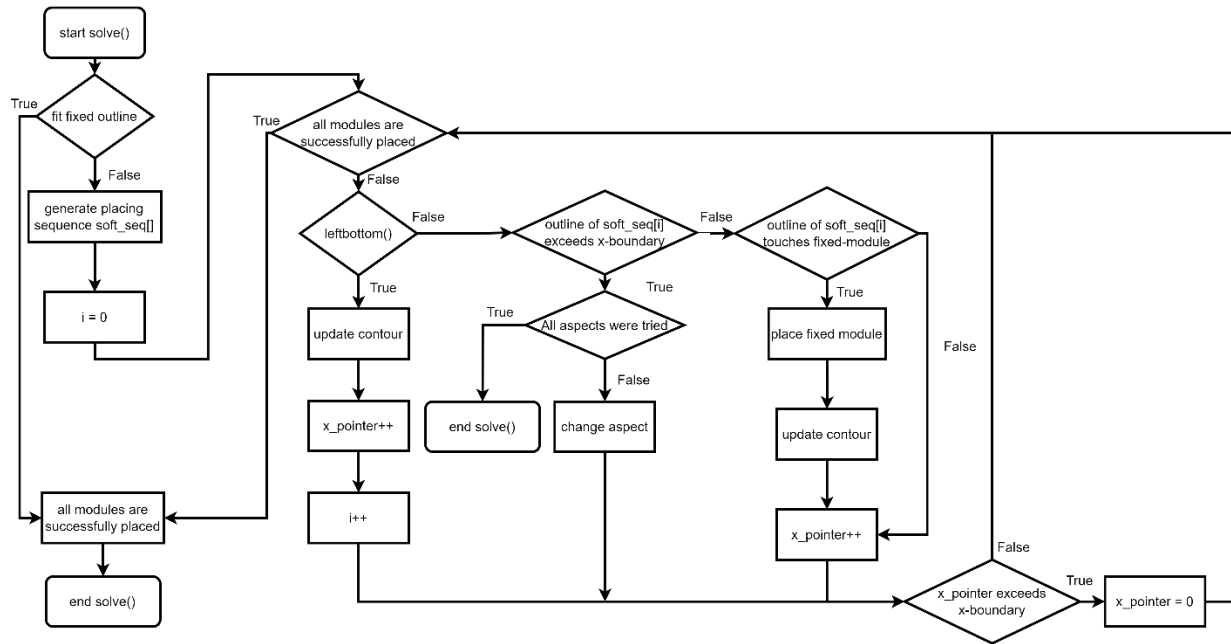 start solve()
True
fit fixed outline
False
generate placing
sequence soft_seq[]
i = 0
True
all modules are
successfully placed
False
leftbottom()
False
outline of soft_seq[i]
exceeds x-boundary
False
outline of soft_seq[i]
touches fixed-module
True
update contour
x_pointer++
i++
True
True
All aspects were tried
False
end solve()
change aspect
True
place fixed module
False
update contour
x_pointer++
all modules are
successfully placed
end solve()
False
x_pointer exceeds
x-boundary
True
x_pointer = 0